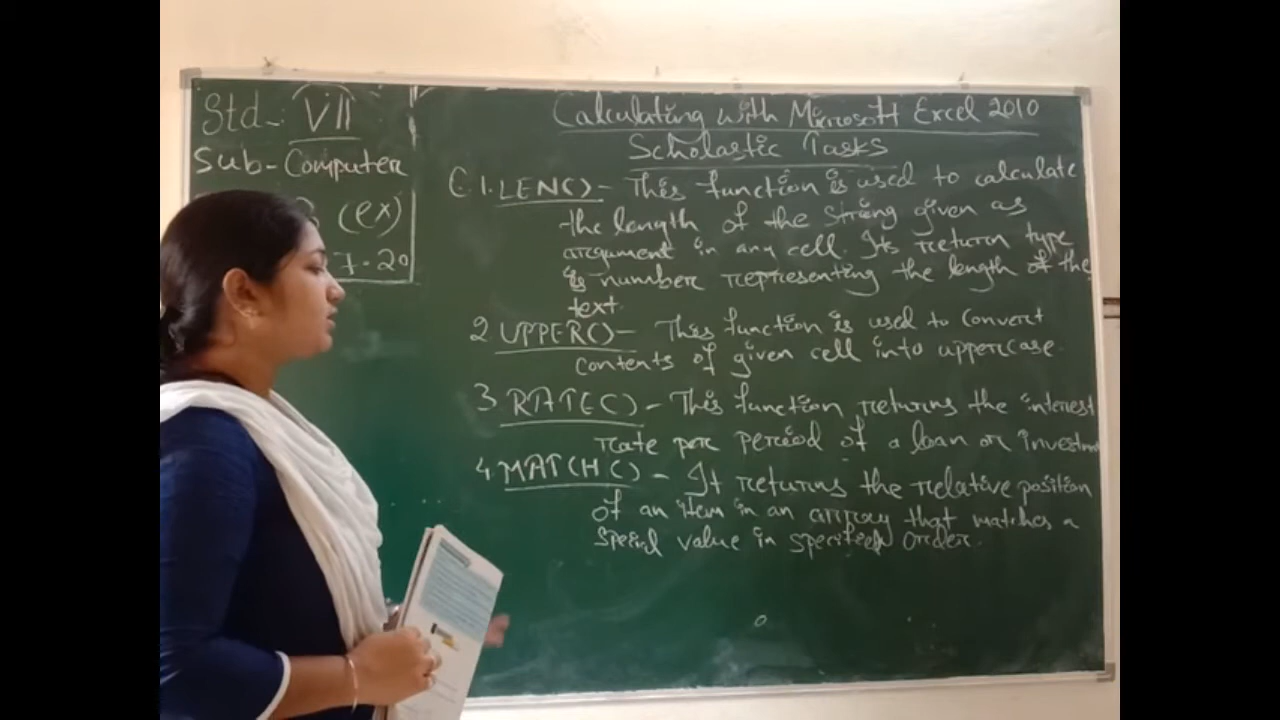 Std - VII
Sub - Computer
(ex)
7.20
Calculating with Microsoft Excel 2010
Scholastic Tasks
C. 1. LEN() - This function is used to calculate
the length of the string given as
argument in any cell. Its return type
is number representing the length of the
text.
2 UPPER() - This function is used to convert
contents of given cell into uppercase.
3. RATE() - This function returns the interest
rate per period of a loan or
4. MATCH() - It returns the relative position
of an item in an array that matches a
value in specified order.